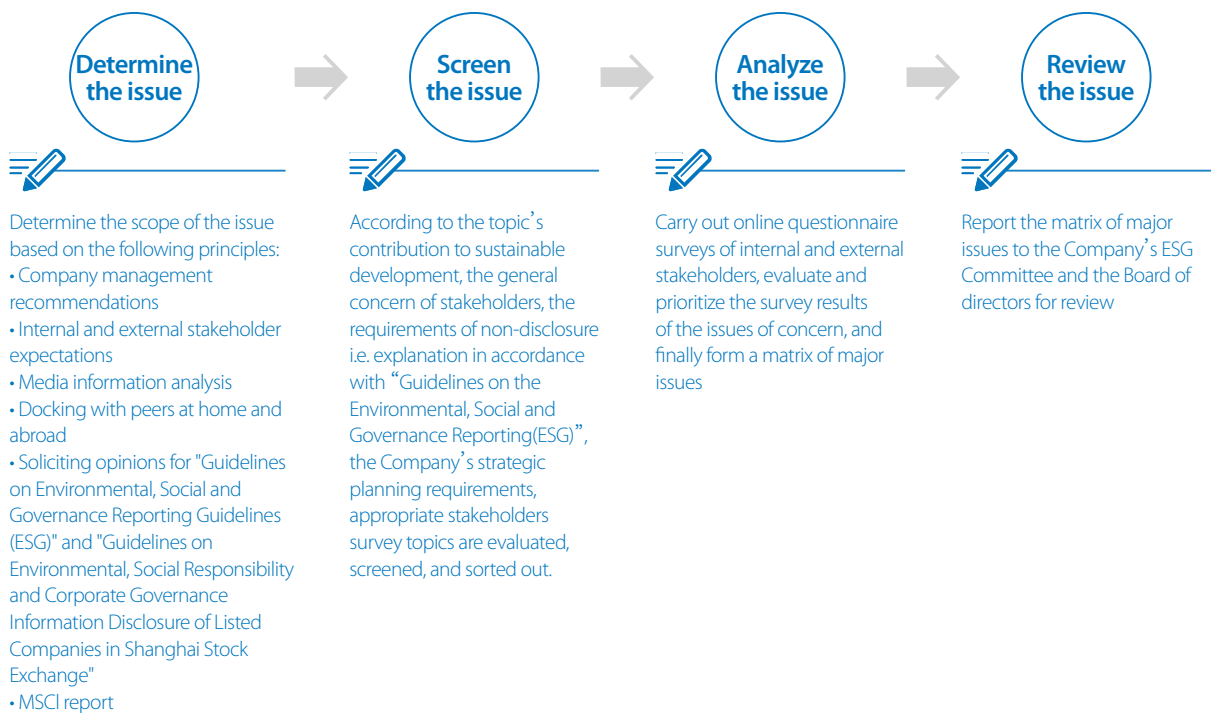 Determine
the issue
Screen
the issue
Analyze
the issue
Review
the issue
Determine the scope of the issue
based on the following principles:
• Company management
recommendations
• Internal and external stakeholder
expectations
• Media information analysis
• Docking with peers at home and
abroad
• Soliciting opinions for "Guidelines
on Environmental, Social and
Governance Reporting Guidelines
(ESG)" and "Guidelines on
Environmental, Social Responsibility
and Corporate Governance
Information Disclosure of Listed
Companies in Shanghai Stock
Exchange"
• MSCI report
According to the topic’s
contribution to sustainable
development, the general
concern of stakeholders, the
requirements of non-disclosure
i.e. explanation in accordance
with “Guidelines on the
Environmental, Social and
Governance Reporting(ESG)”,
the Company’s strategic
planning requirements,
appropriate stakeholders
survey topics are evaluated,
screened, and sorted out.
Carry out online questionnaire
surveys of internal and external
stakeholders, evaluate and
prioritize the survey results
of the issues of concern, and
finally form a matrix of major
issues
Report the matrix of major
issues to the Company’s ESG
Committee and the Board of
directors for review